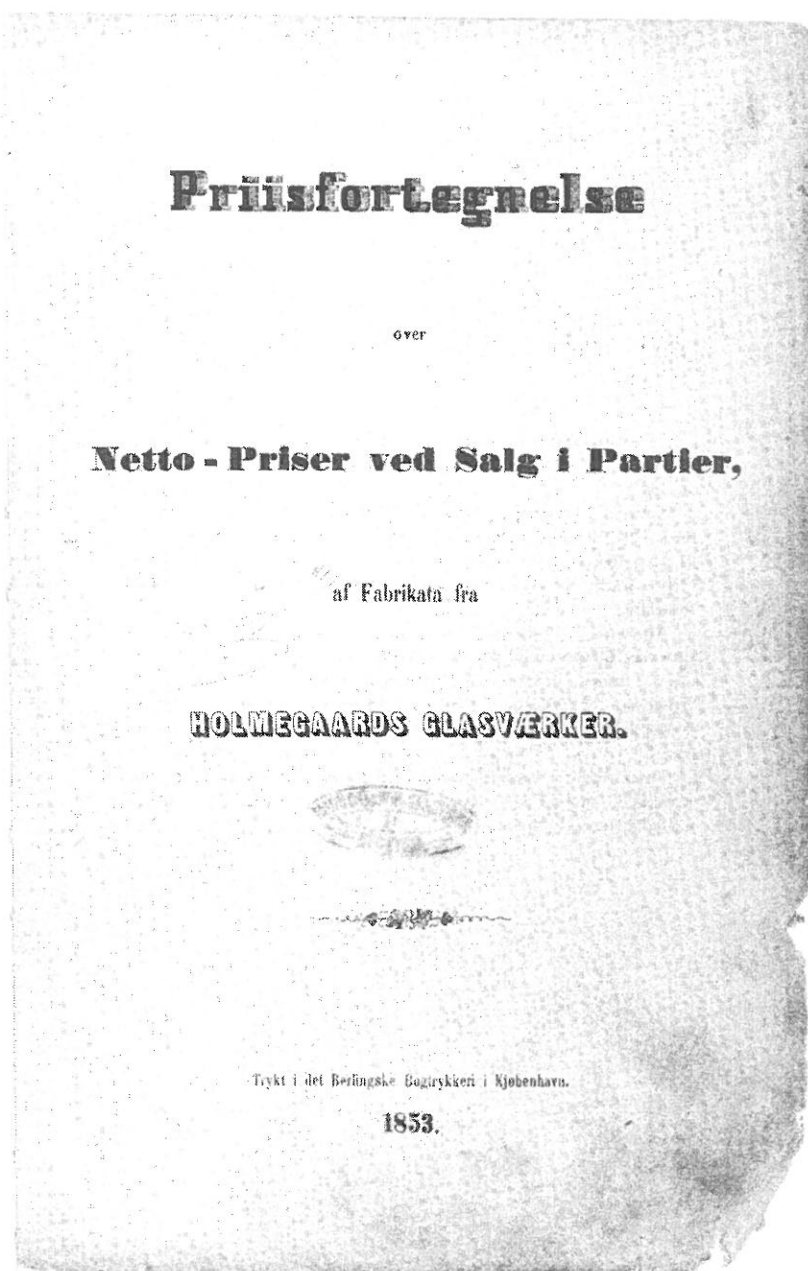 Priisfortegnelse
over
Netto - Priser ved Salg i Partier,
af Fabrikata fra
HOLMEGAARDS GLASVÆRKER.
Trykt i det Berlingske Bogtrykkeri i Kjøbenhavn.
1853.